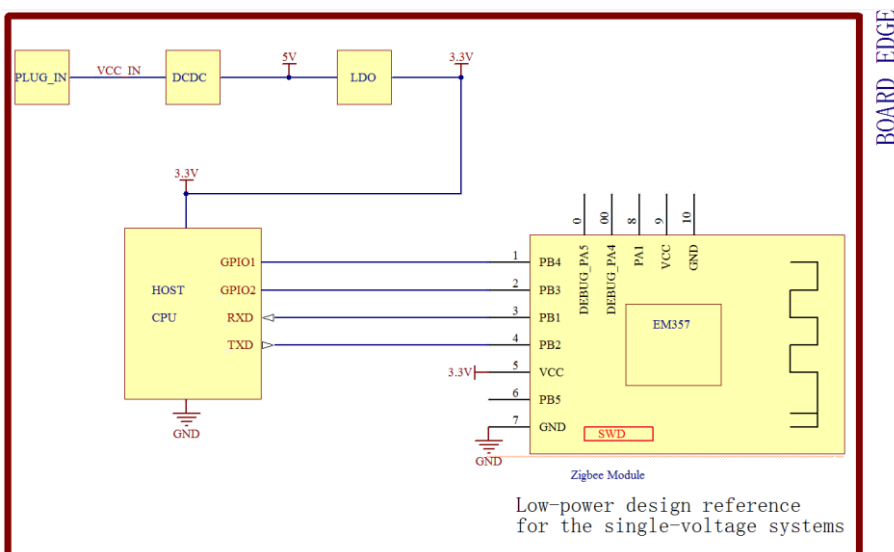 BOARD EDGE
5V
3.3V
PLUG_IN
VCC IN
DCDC
LDO
3.3V
0
00
8
9
10
DEBUG_PA5
DEBUG_PA4
PA1
VCC
GND
GPIO1
1
PB4
HOST
GPIO2
2
PB3
CPU
RXD
3
PB1
EM357
TXD
4
PB2
3.3V
5
VCC
6
PB5
7
GND
GND
SWD
GND
Zigbee Module
Low-power design reference
for the single-voltage systems